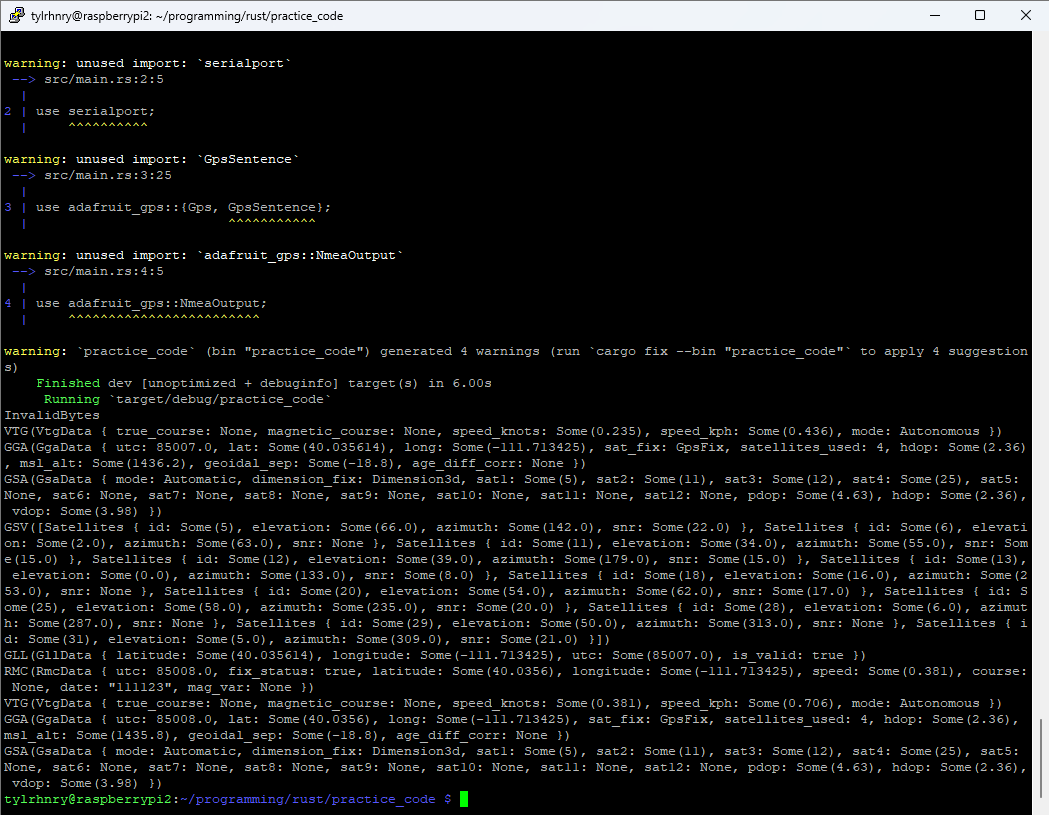 tylrhnry@raspberrypi2: ~/programming/rust/practice_code
warning: unused import: `serialport`
 --> src/main.rs:2:5
  |
2 | use serialport;
  |     ^^^^^^^^^^
warning: unused import: `GpsSentence`
 --> src/main.rs:3:25
  |
3 | use adafruit_gps::{Gps, GpsSentence};
  |                         ^^^^^^^^^^^
warning: unused import: `adafruit_gps::NmeaOutput`
 --> src/main.rs:4:5
  |
4 | use adafruit_gps::NmeaOutput;
  |     ^^^^^^^^^^^^^^^^^^^^^^^^
warning: `practice_code` (bin "practice_code") generated 4 warnings (run `cargo fix --bin "practice_code"` to apply 4 suggestion
s)
    Finished dev [unoptimized + debuginfo] target(s) in 6.00s
     Running `target/debug/practice_code`
InvalidBytes
VTG(VtgData { true_course: None, magnetic_course: None, speed_knots: Some(0.235), speed_kph: Some(0.436), mode: Autonomous })
GGA(GgaData { utc: 85007.0, lat: Some(40.035614), long: Some(-111.713425), sat_fix: GpsFix, satellites_used: 4, hdop: Some(2.36)
, msl_alt: Some(1436.2), geoidal_sep: Some(-18.8), age_diff_corr: None })
GSA(GsaData { mode: Automatic, dimension_fix: Dimension3d, sat1: Some(5), sat2: Some(11), sat3: Some(12), sat4: Some(25), sat5:
None, sat6: None, sat7: None, sat8: None, sat9: None, sat10: None, sat11: None, sat12: None, pdop: Some(4.63), hdop: Some(2.36),
 vdop: Some(3.98) })
GSV([Satellites { id: Some(5), elevation: Some(66.0), azimuth: Some(142.0), snr: Some(22.0) }, Satellites { id: Some(6), elevati
on: Some(2.0), azimuth: Some(63.0), snr: None }, Satellites { id: Some(11), elevation: Some(34.0), azimuth: Some(55.0), snr: Som
e(15.0) }, Satellites { id: Some(12), elevation: Some(39.0), azimuth: Some(179.0), snr: Some(15.0) }, Satellites { id: Some(13),
 elevation: Some(0.0), azimuth: Some(133.0), snr: Some(8.0) }, Satellites { id: Some(18), elevation: Some(16.0), azimuth: Some(2
53.0), snr: None }, Satellites { id: Some(20), elevation: Some(54.0), azimuth: Some(62.0), snr: Some(17.0) }, Satellites { id: S
ome(25), elevation: Some(58.0), azimuth: Some(235.0), snr: Some(20.0) }, Satellites { id: Some(28), elevation: Some(6.0), azimut
h: Some(287.0), snr: None }, Satellites { id: Some(29), elevation: Some(50.0), azimuth: Some(313.0), snr: None }, Satellites { i
d: Some(31), elevation: Some(5.0), azimuth: Some(309.0), snr: Some(21.0) }])
GLL(GllData { latitude: Some(40.035614), longitude: Some(-111.713425), utc: Some(85007.0), is_valid: true })
RMC(RmcData { utc: 85008.0, fix_status: true, latitude: Some(40.0356), longitude: Some(-111.713425), speed: Some(0.381), course:
 None, date: "111123", mag_var: None })
VTG(VtgData { true_course: None, magnetic_course: None, speed_knots: Some(0.381), speed_kph: Some(0.706), mode: Autonomous })
GGA(GgaData { utc: 85008.0, lat: Some(40.0356), long: Some(-111.713425), sat_fix: GpsFix, satellites_used: 4, hdop: Some(2.36),
msl_alt: Some(1435.8), geoidal_sep: Some(-18.8), age_diff_corr: None })
GSA(GsaData { mode: Automatic, dimension_fix: Dimension3d, sat1: Some(5), sat2: Some(11), sat3: Some(12), sat4: Some(25), sat5:
None, sat6: None, sat7: None, sat8: None, sat9: None, sat10: None, sat11: None, sat12: None, pdop: Some(4.63), hdop: Some(2.36),
 vdop: Some(3.98) })
tylrhnry@raspberrypi2:~/programming/rust/practice_code $